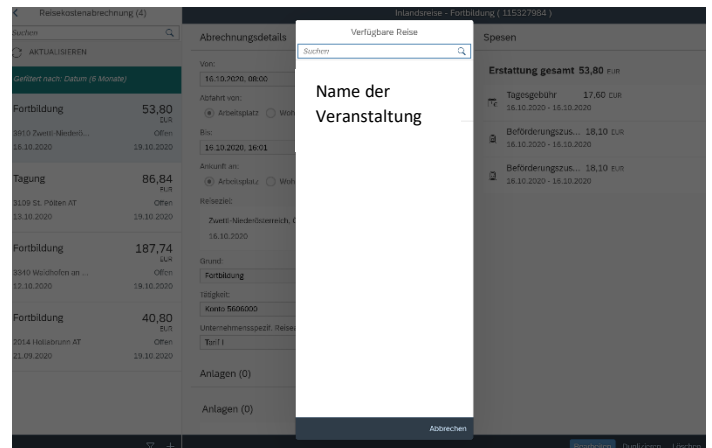 Reisekostenabrechnung (4)
Suchen
AKTUALISIEREN
Gefiltert nach: Datum (6 Monate)
Fortbildung 53,80
EUR
3910 Zwettl-Niederö... Offen
16.10.2020 19.10.2020
Tagung 86,84
EUR
3109 St. Pölten AT Offen
13.10.2020 19.10.2020
Fortbildung 187,74
EUR
3340 Waidhofen an ... Offen
12.10.2020 19.10.2020
Fortbildung 40,80
EUR
2014 Hollabrunn AT Offen
21.09.2020 19.10.2020
Inlandsreise - Fortbildung ( 115327984 )
Abrechnungsdetails
Von:
16.10.2020, 08:00
Abfahrt von:
Arbeitsplatz Woh
Bis:
16.10.2020, 16:01
Ankunft an:
Arbeitsplatz Woh
Reiseziel:
Zwettl-Niederösterreich,
16.10.2020
Grund:
Fortbildung
Tätigkeit:
Konto 5606000
Unternehmensspezif. Reisea
Tarif I
Anlagen (0)
Anlagen (0)
Verfügbare Reise
Suchen
Name der
Veranstaltung
Abbrechen
Spesen
Erstattung gesamt 53,80 EUR
Tagesgebühr 17,60 EUR
16.10.2020 - 16.10.2020
Beförderungszus... 18,10 EUR
16.10.2020 - 16.10.2020
Beförderungszus... 18,10 EUR
16.10.2020 - 16.10.2020
Bearbeiten Duplizieren Löschen